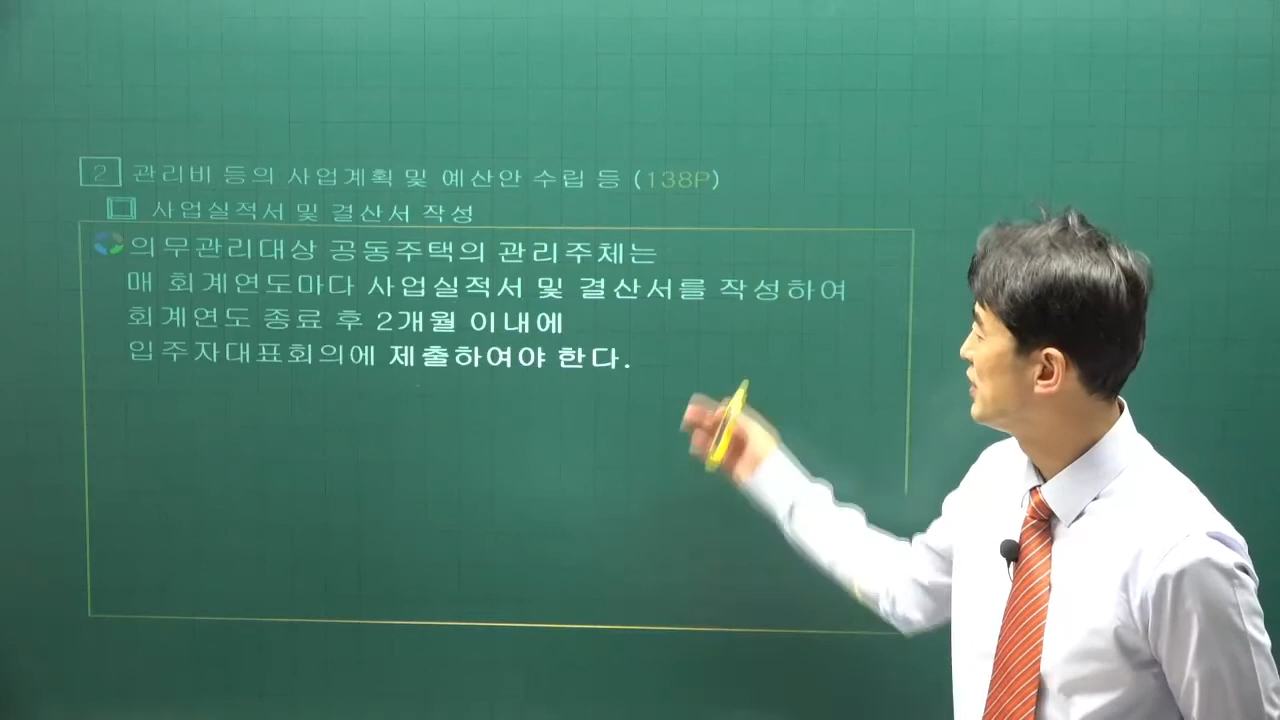 2 관리비 등의 사업계획 및 예산안 수립 등 (138P)
사업실적서 및 결산서 작성
의무관리대상 공동주택의 관리주체는
매 회계연도마다 사업실적서 및 결산서를 작성하여
회계연도 종료 후 2개월 이내에
입주자대표회의에 제출하여야 한다.